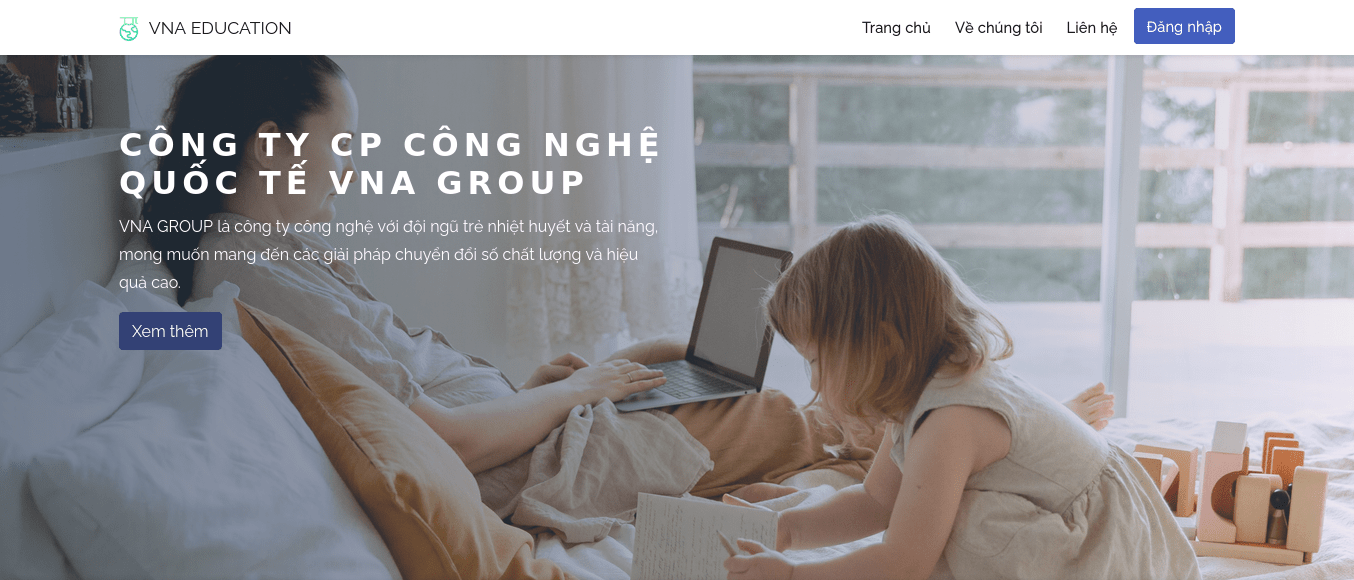 VNA EDUCATION
Trang chủ
Về chúng tôi
Liên hệ
Đăng nhập
CÔNG TY CP CÔNG NGHỆ
QUỐC TẾ VNA GROUP
VNA GROUP là công ty công nghệ với đội ngũ trẻ nhiệt huyết và tài năng,
mong muốn mang đến các giải pháp chuyển đổi số chất lượng và hiệu
quả cao.
Xem thêm